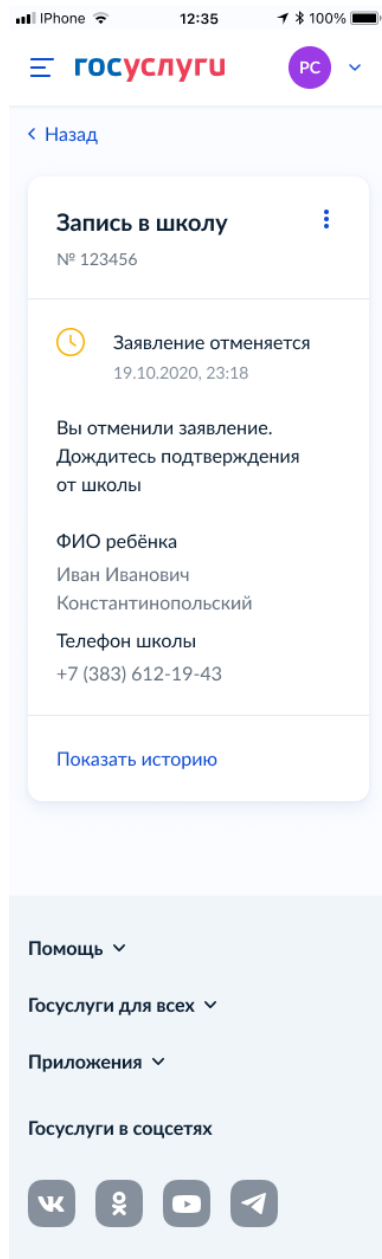 IPhone 12:35 100%
госуслуги РС
Назад
Запись в школу
№ 123456
Заявление отменяется
19.10.2020, 23:18
Вы отменили заявление.
Дождитесь подтверждения
от школы
ФИО ребёнка
Иван Иванович
Константинопольский
Телефон школы
+7 (383) 612-19-43
Показать историю
Помощь
Госуслуги для всех
Приложения
Госуслуги в соцсетях